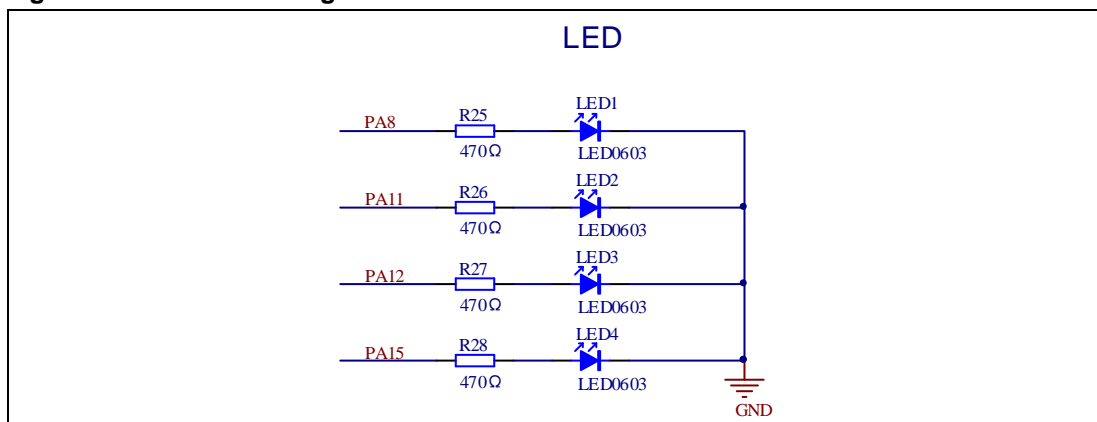 LED
LED1
PA8 R25
470Ω LED0603
LED2
PA11 R26
470Ω LED0603
LED3
PA12 R27
470Ω LED0603
LED4
PA15 R28
470Ω LED0603
GND